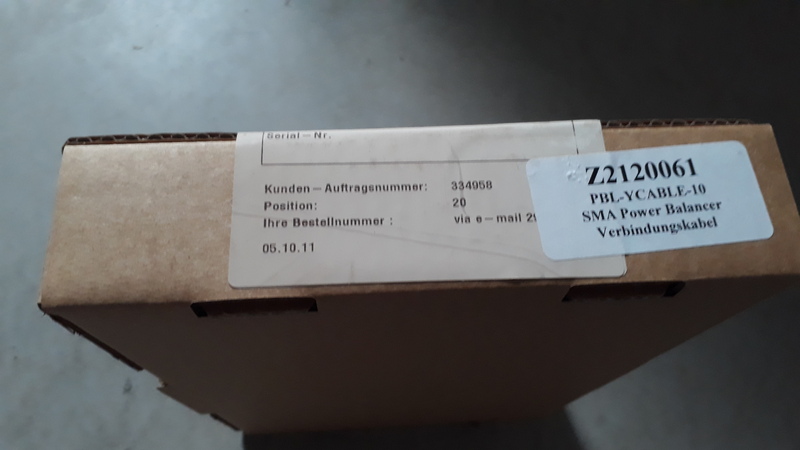 Serial-Nr.
Kunden-Auftragsnummer: 334958
Position: 20
Ihre Bestellnummer : via e-mail
05.10.11
Z2120061
PBL-YCABLE-10
SMA Power Balancer
Verbindungskabel